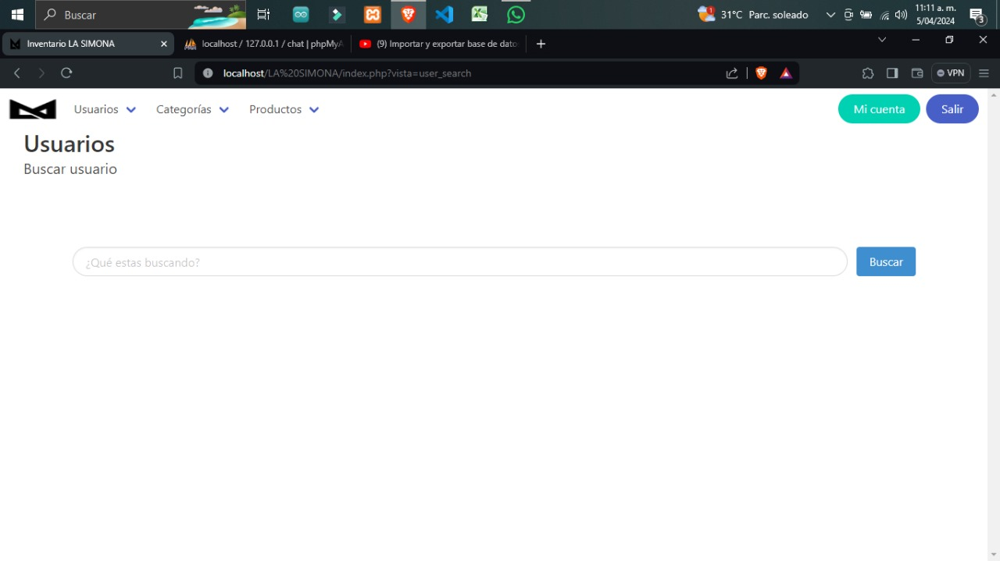 Buscar
31°C Parc. soleado
11:11 a. m.
5/04/2024
3
1
Inventario LA SIMONA
localhost / 127.0.0.1 / chat | phpMyA
(9) Importar y exportar base de dato
localhost/LA%20SIMONA/index.php?vista=user_search
VPN
Usuarios
Categorías
Productos
Mi cuenta
Salir
Usuarios
Buscar usuario
¿Qué estas buscando?
Buscar